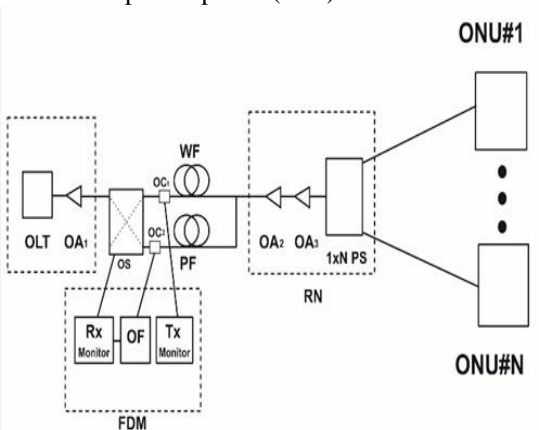 ONU#1
WF
OC1
OLT
OA1
OS
OC2
PF
OA2
OA3
1xN PS
RN
Rx
Monitor
OF
Tx
Monitor
FDM
ONU#N